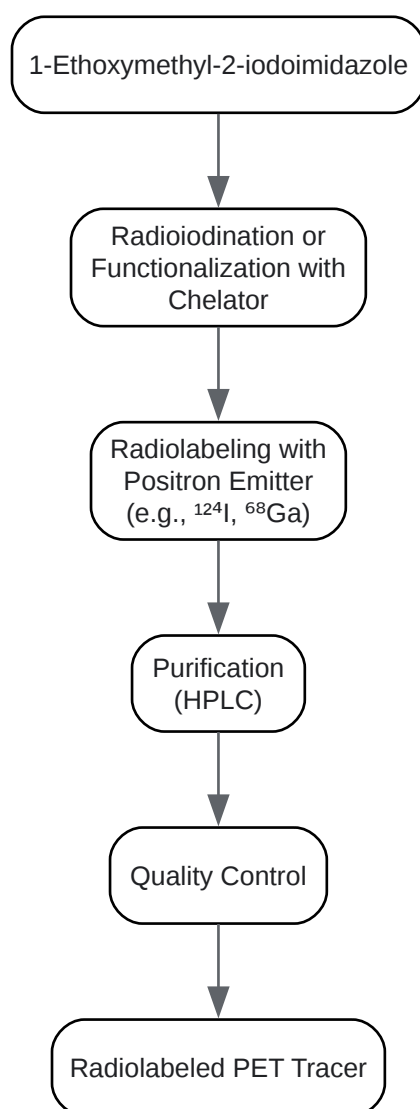 1-Ethoxymethyl-2-iodoimidazole
Radioiodination or
Functionalization with
Chelator
Radiolabeling with
Positron Emitter
(e.g., ¹²⁴I, ⁶⁸Ga)
Purification
(HPLC)
Quality Control
Radiolabeled PET Tracer